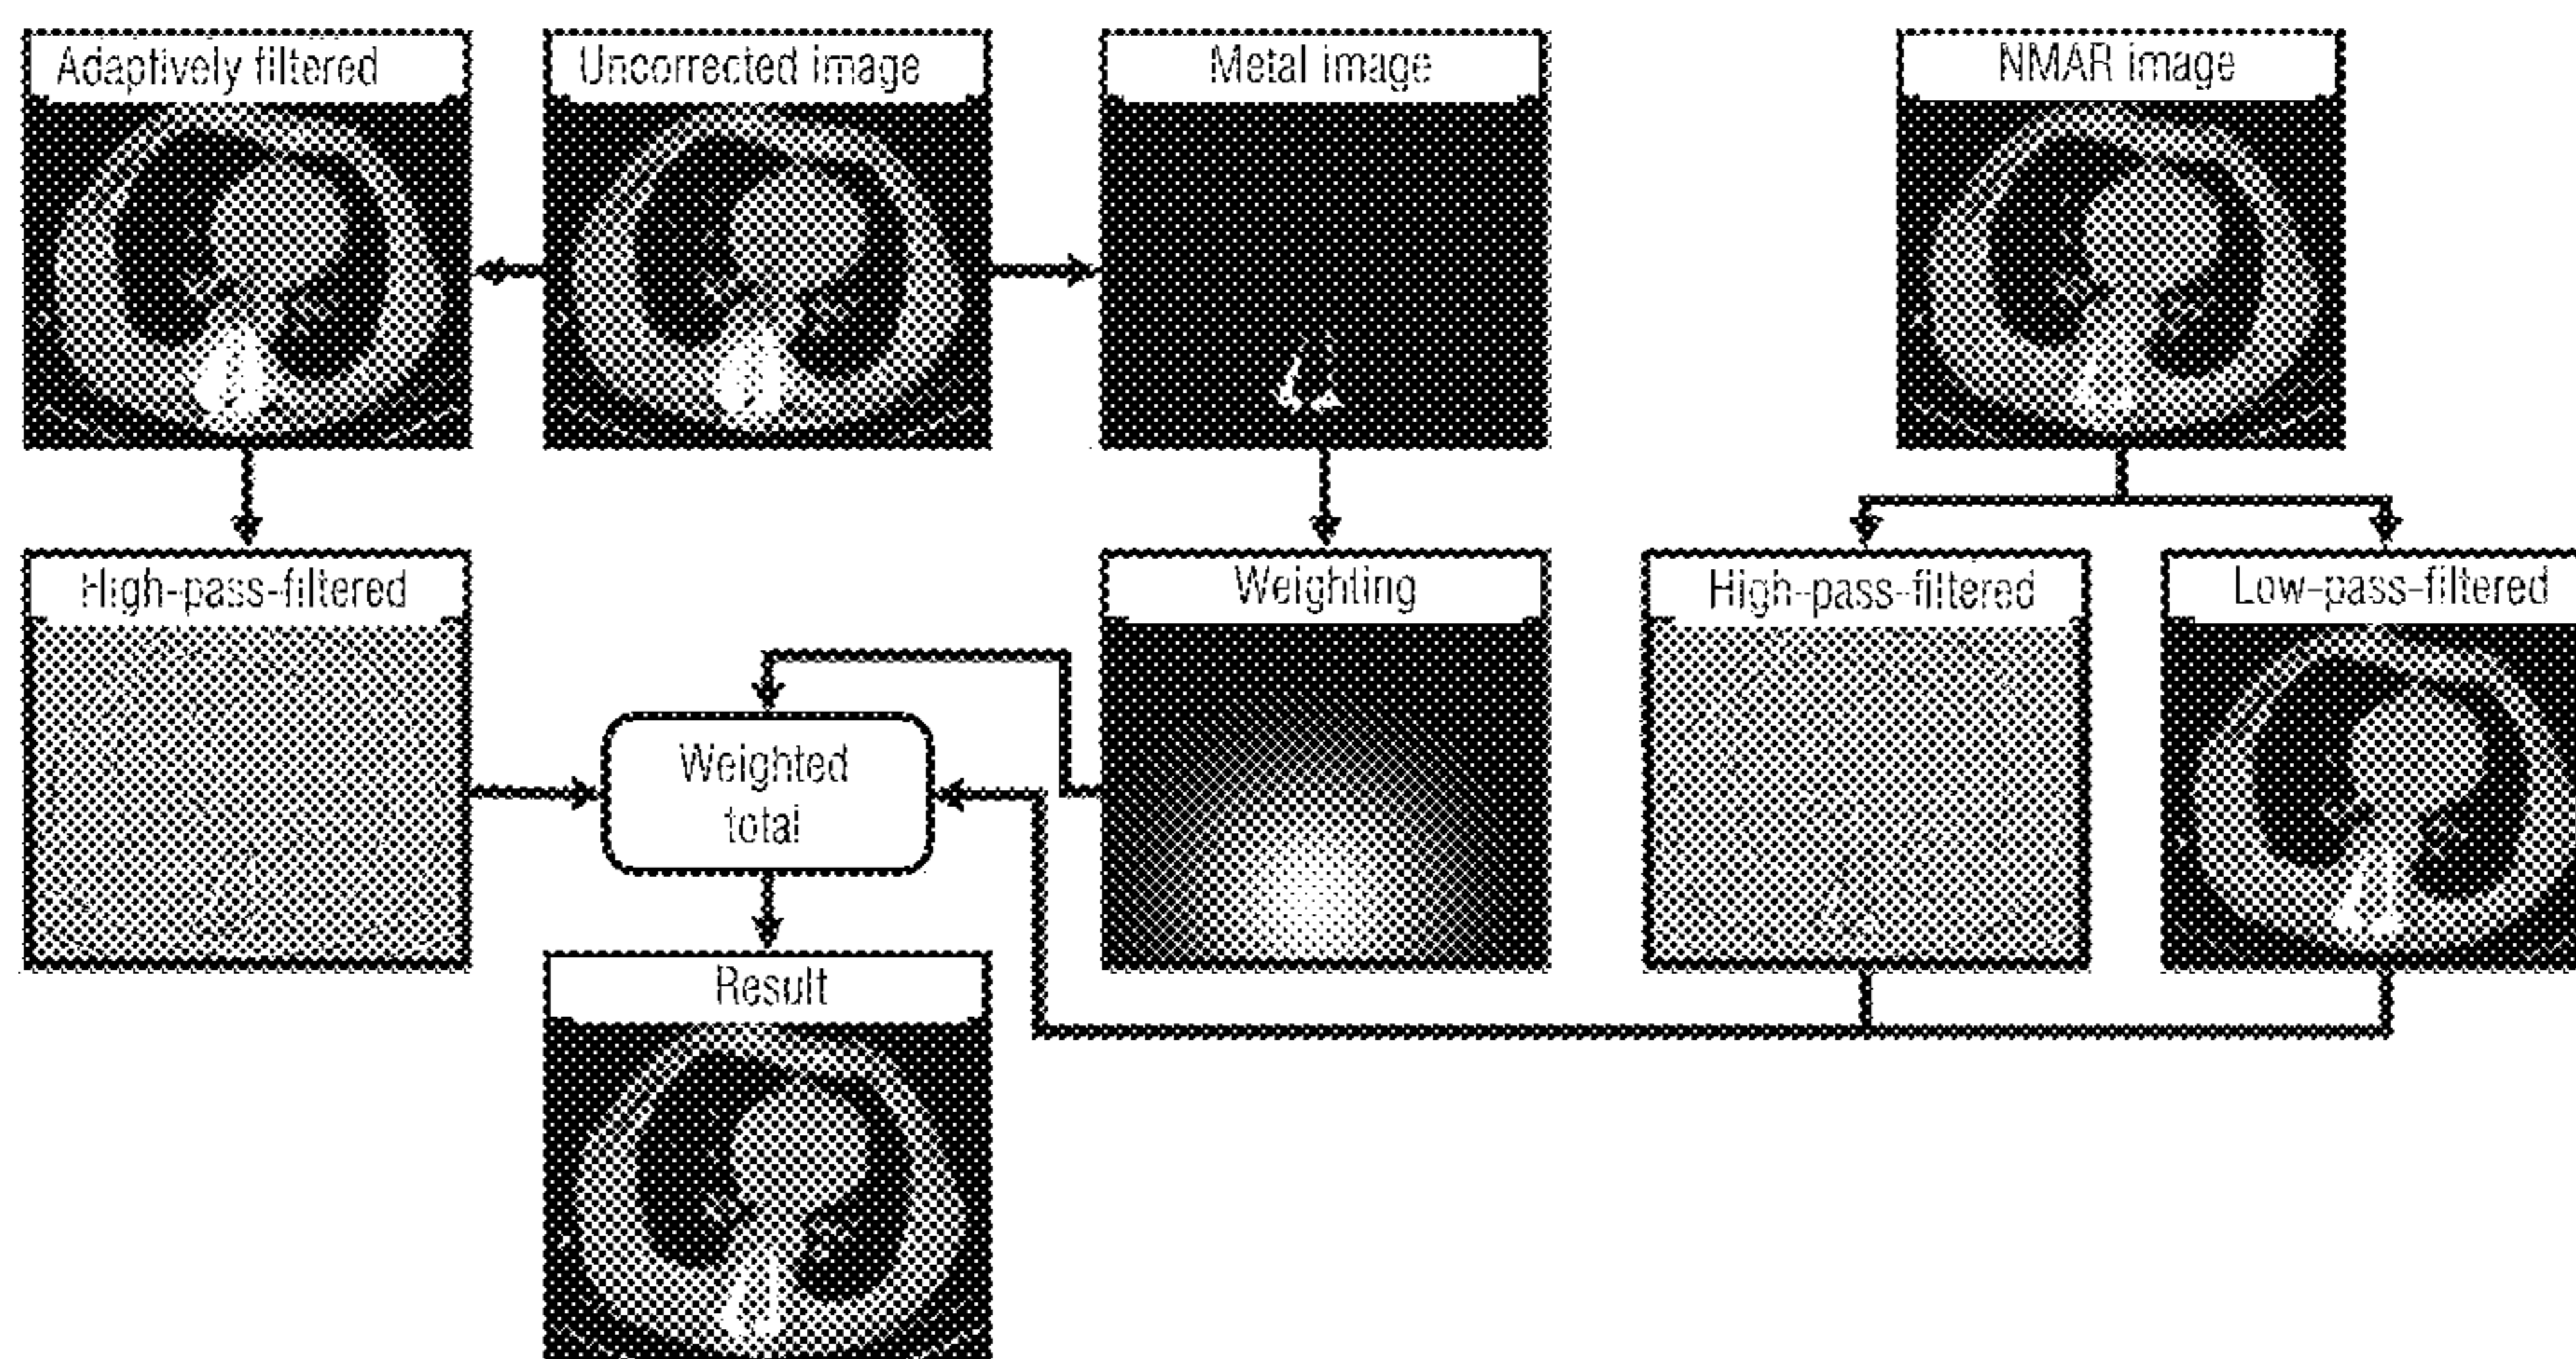 Adaptively filtered
Uncorrected image
Metal image
NMAR image
High-pass-filtered
Weighting
High-pass-filtered
Low-pass-filtered
Weighted
total
Result